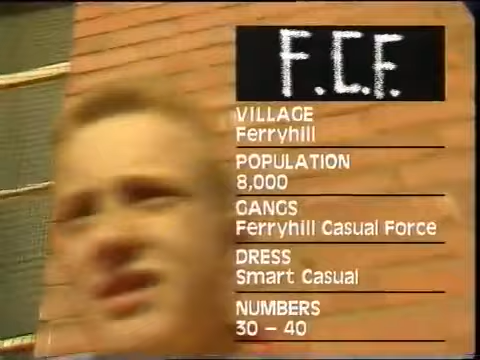 F.C.F.
VILLAGE
Ferryhill
POPULATION
8,000
GANGS
Ferryhill Casual Force
DRESS
Smart Casual
NUMBERS
30 - 40